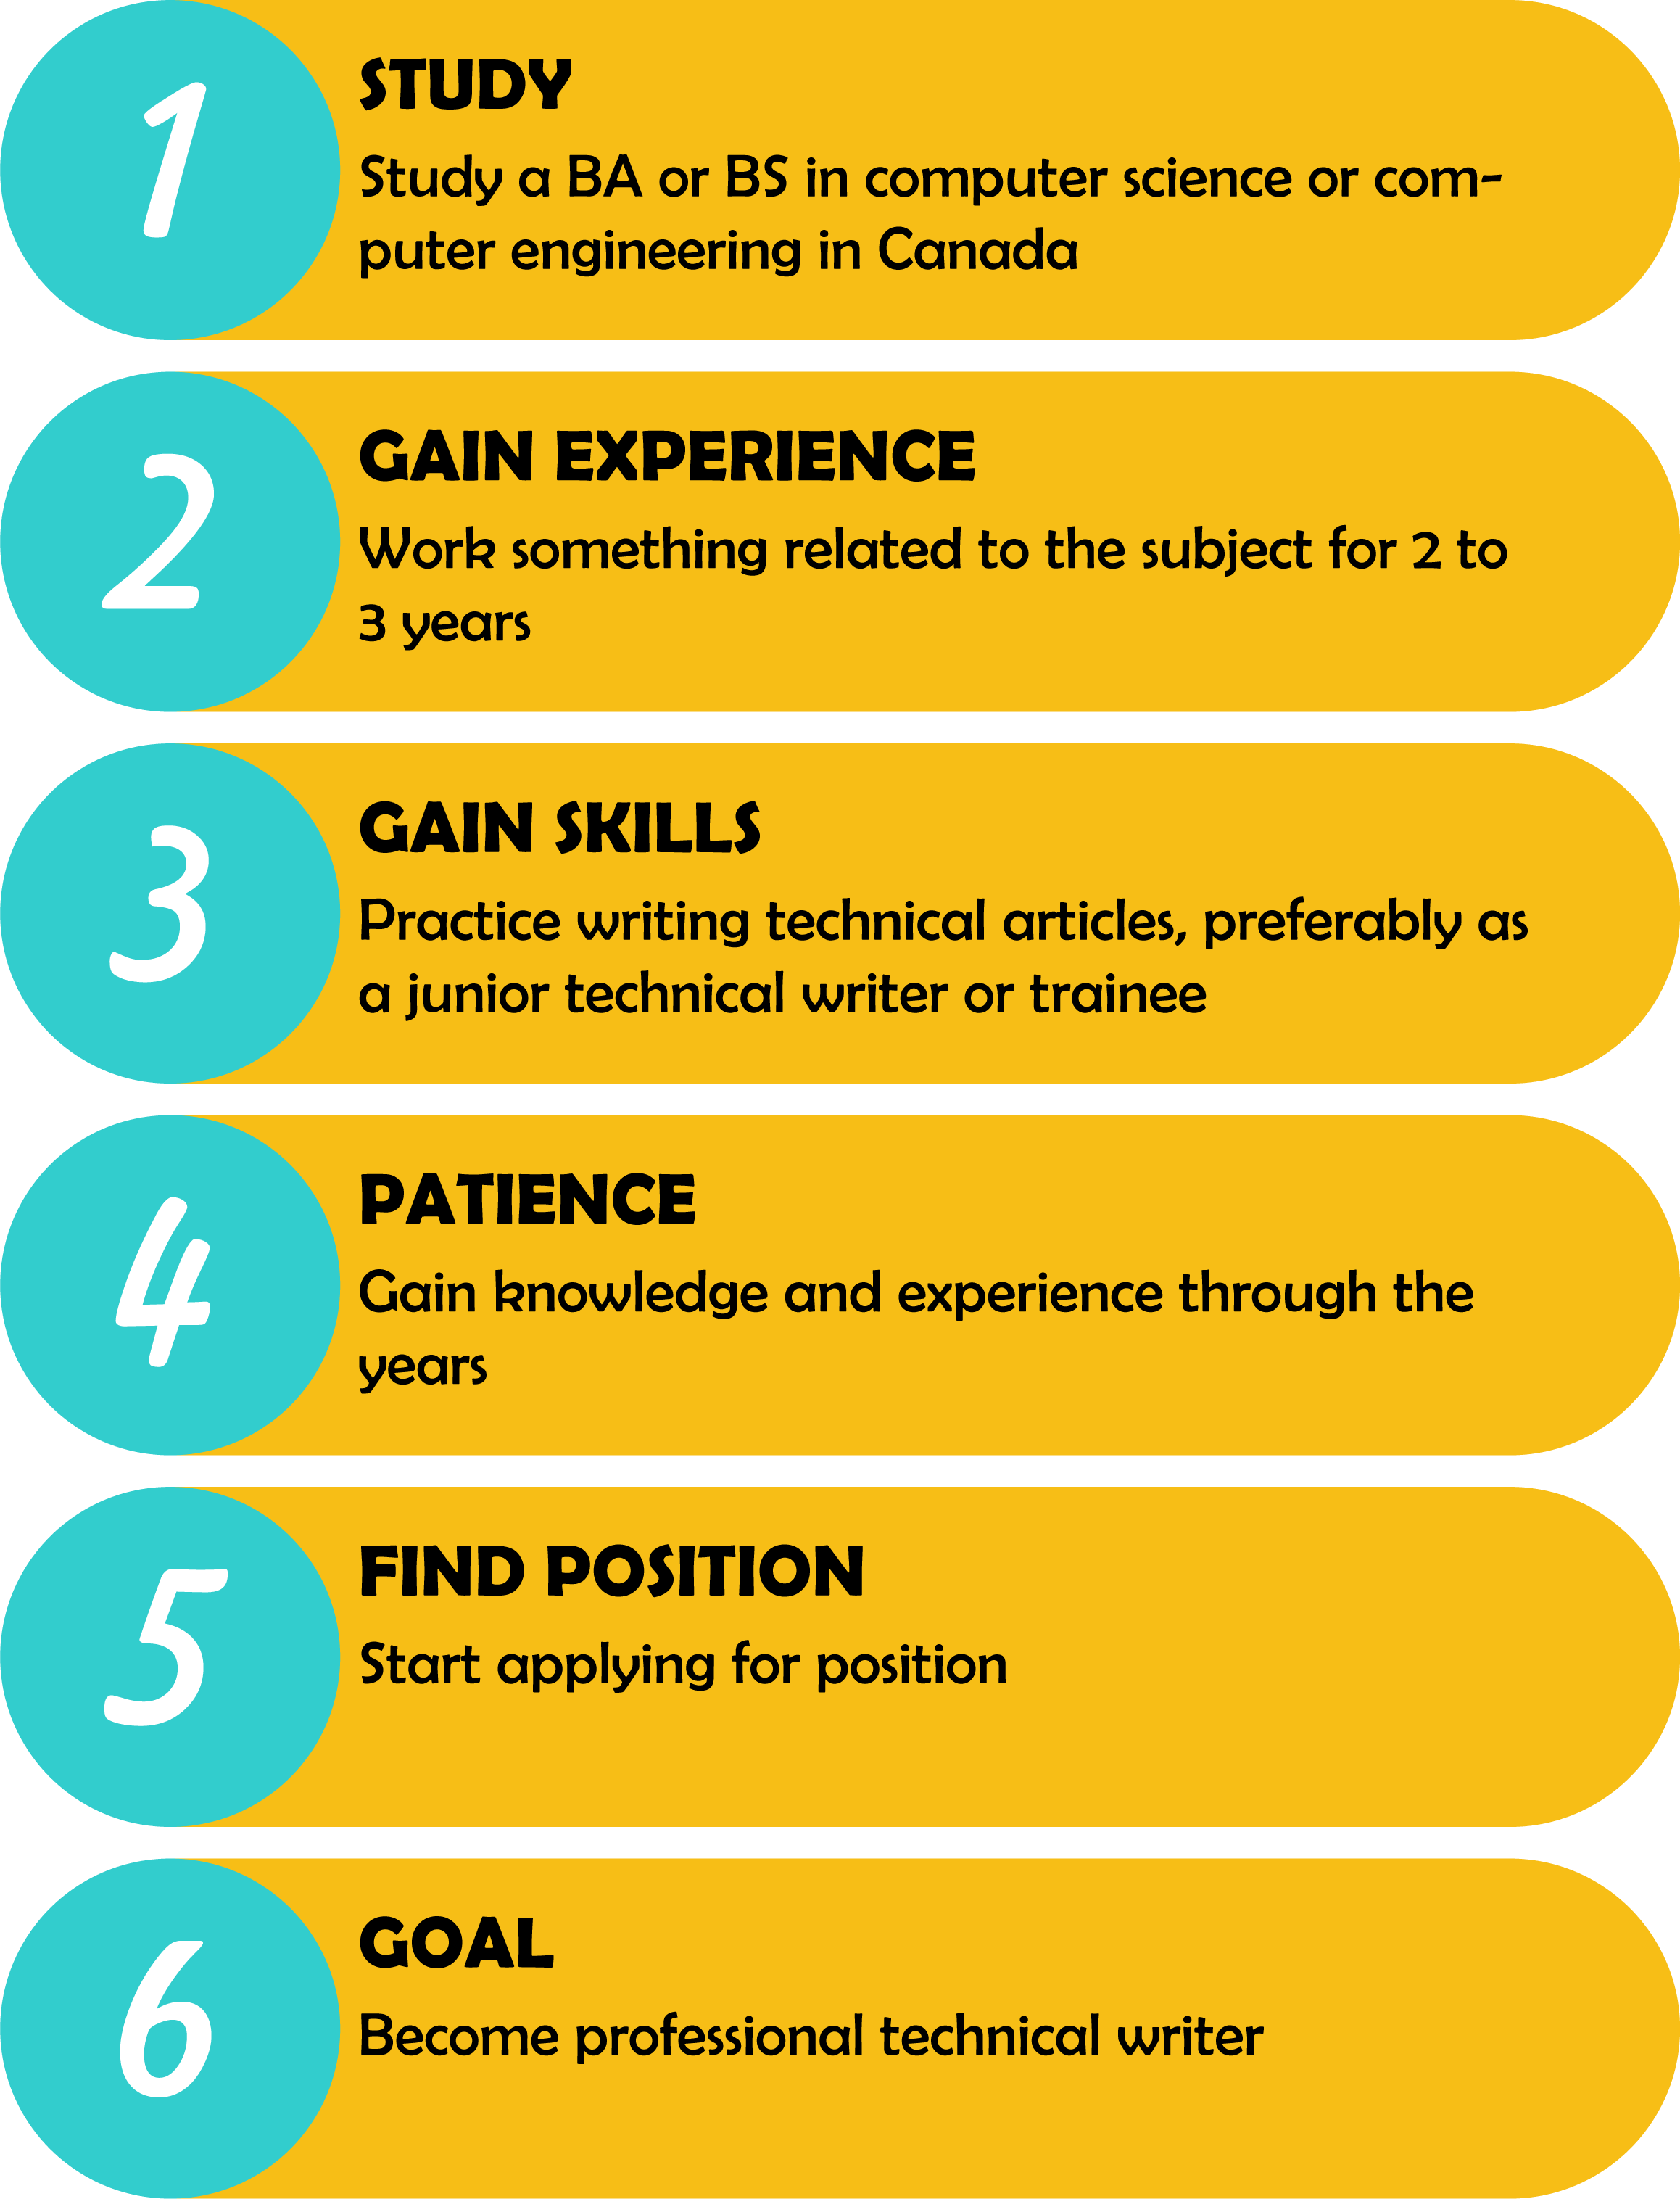 1
STUDY
Study a BA or BS in computer science or com-
puter engineering in Canada
2
GAIN EXPERIENCE
Work something related to the subject for 2 to
3 years
3
GAIN SKILLS
Practice writing technical articles, preferably as
a junior technical writer or trainee
4
PATIENCE
Gain knowledge and experience through the
years
5
FIND POSITION
Start applying for position
6
GOAL
Become professional technical writer